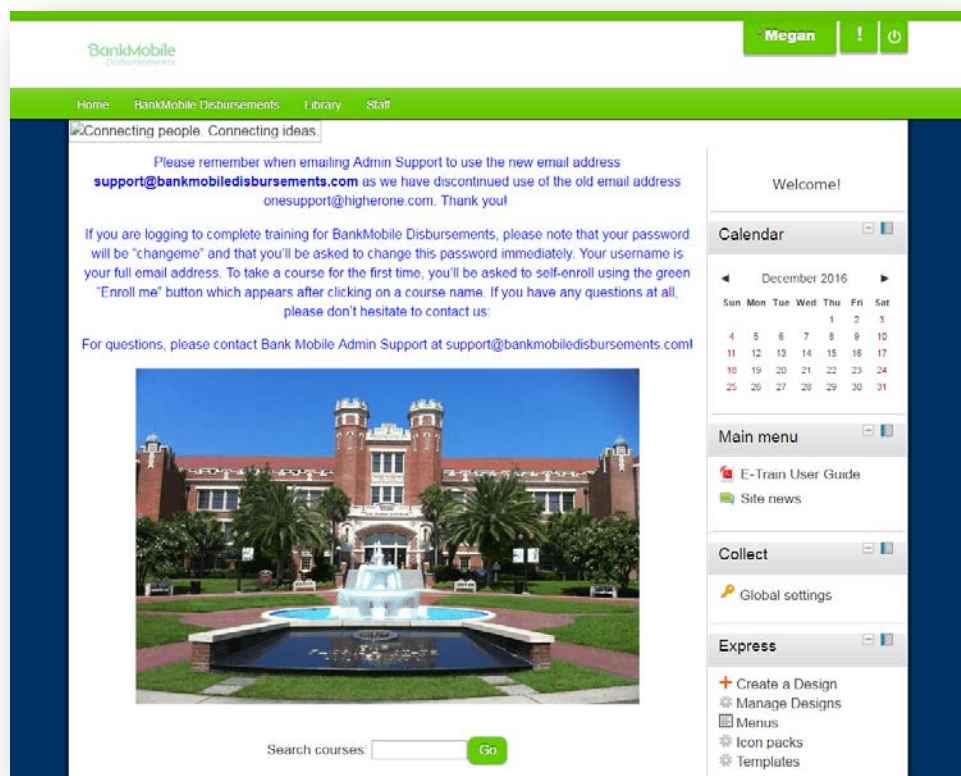 Megan
!
BankMobile
Disbursements
Home BankMobile Disbursements Library Staff
Connecting people. Connecting ideas.
Please remember when emailing Admin Support to use the new email address
support@bankmobiledisbursements.com as we have discontinued use of the old email address
onesupport@higherone.com. Thank you!
If you are logging to complete training for BankMobile Disbursements, please note that your password
will be "changeme" and that you'll be asked to change this password immediately. Your username is
your full email address. To take a course for the first time, you'll be asked to self-enroll using the green
"Enroll me" button which appears after clicking on a course name. If you have any questions at all,
please don't hesitate to contact us:
For questions, please contact Bank Mobile Admin Support at support@bankmobiledisbursements.com!
Search courses: Go
Welcome!
Calendar
◄ December 2016 ►
Sun Mon Tue Wed Thu Fri Sat
1 2 3
4 5 6 7 8 9 10
11 12 13 14 15 16 17
18 19 20 21 22 23 24
25 26 27 28 29 30 31
Main menu
E-Train User Guide
Site news
Collect
Global settings
Express
Create a Design
Manage Designs
Menus
Icon packs
Templates